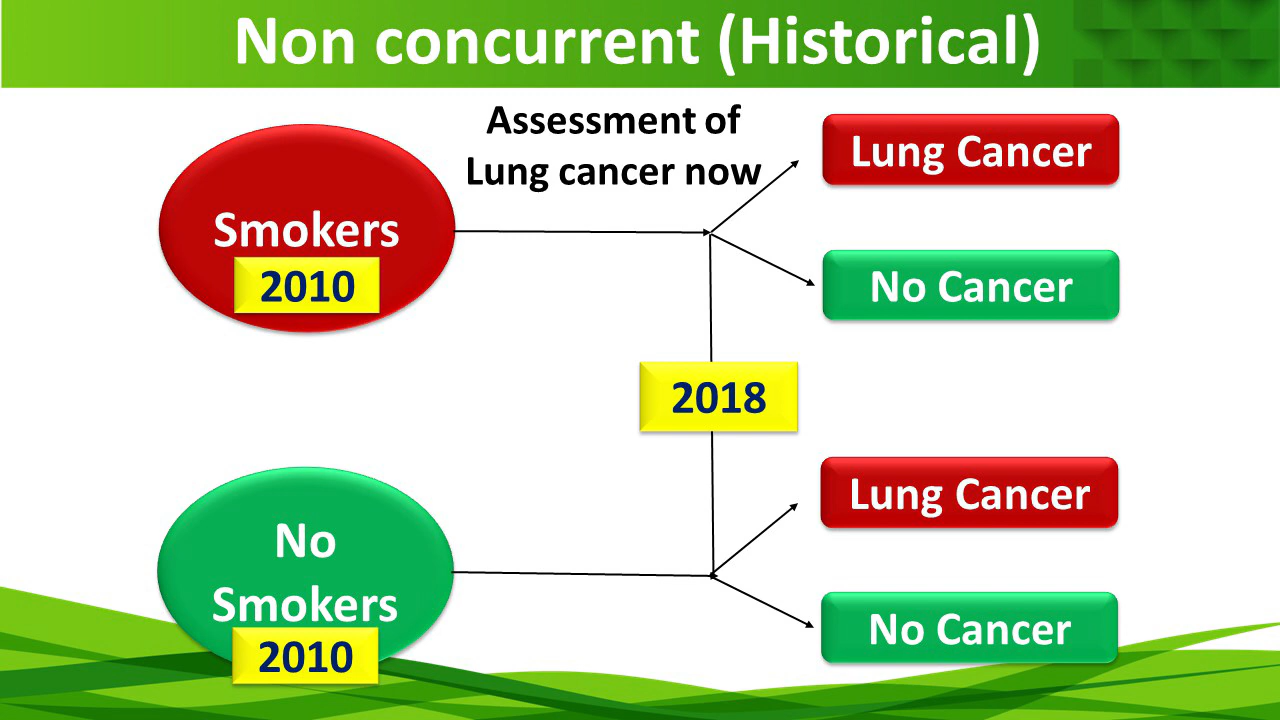 Non concurrent (Historical)
Assessment of
Lung cancer now
Smokers
2010
Lung Cancer
No Cancer
2018
No
Smokers
2010
Lung Cancer
No Cancer